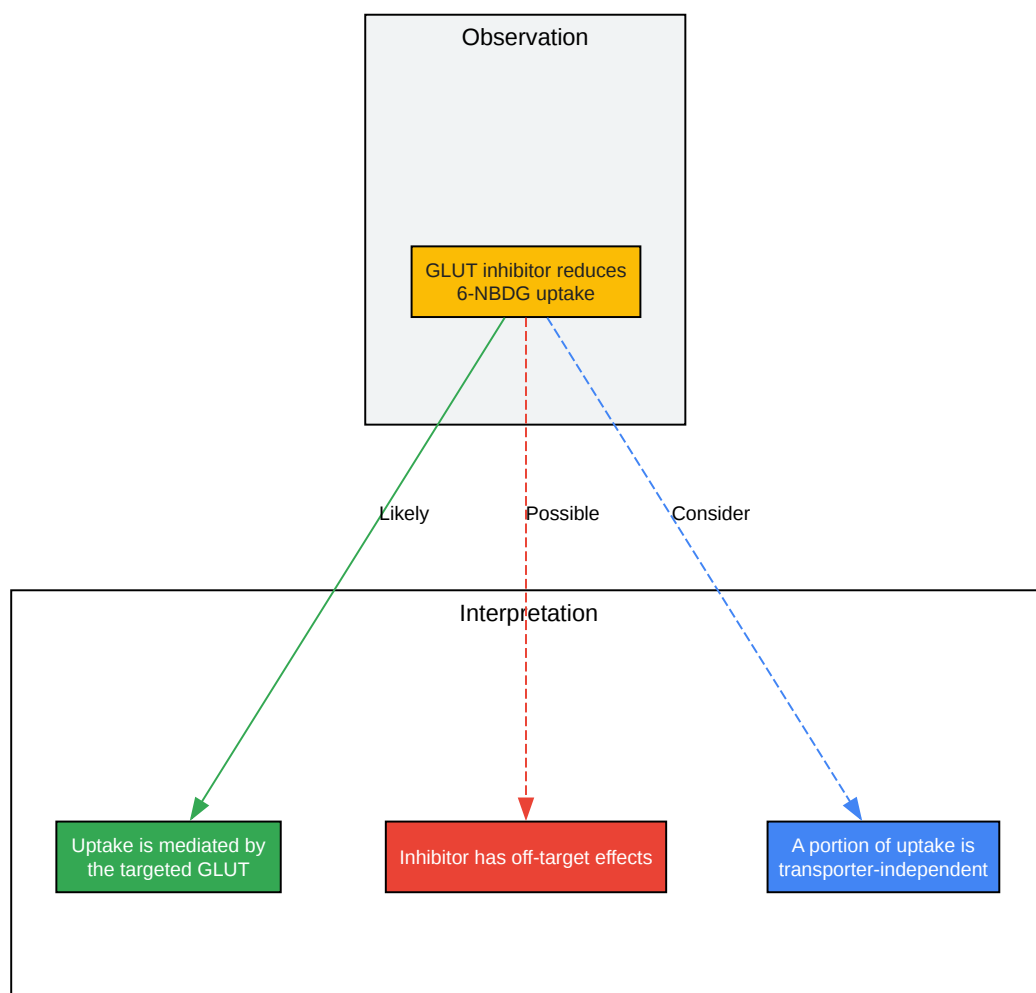 Observation
GLUT inhibitor reduces
6-NBDG uptake
Likely
Possible
Consider
Interpretation
Uptake is mediated by
the targeted GLUT
Inhibitor has off-target effects
A portion of uptake is
transporter-independent